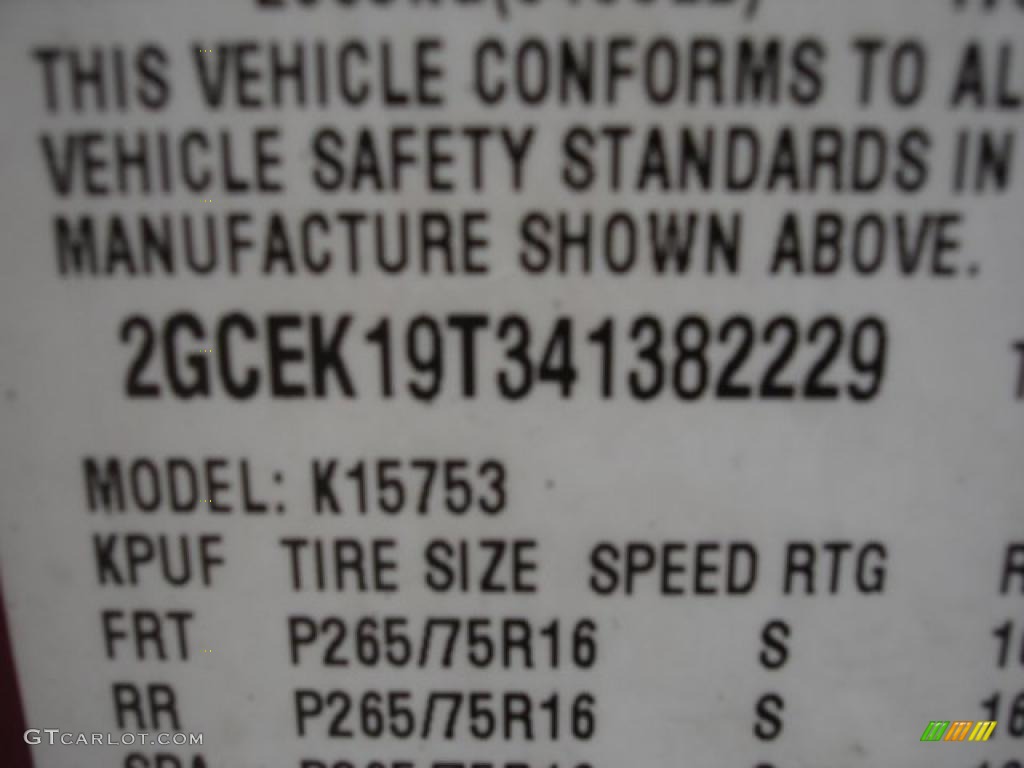 THIS VEHICLE CONFORMS TO AL
VEHICLE SAFETY STANDARDS IN
MANUFACTURE SHOWN ABOVE.
2GCEK19T341382229
MODEL: K15753
KPUF TIRE SIZE SPEED RTG R
FRT P265/75R16 S
RR P265/75R16 S 16
GTCARLOT.COM